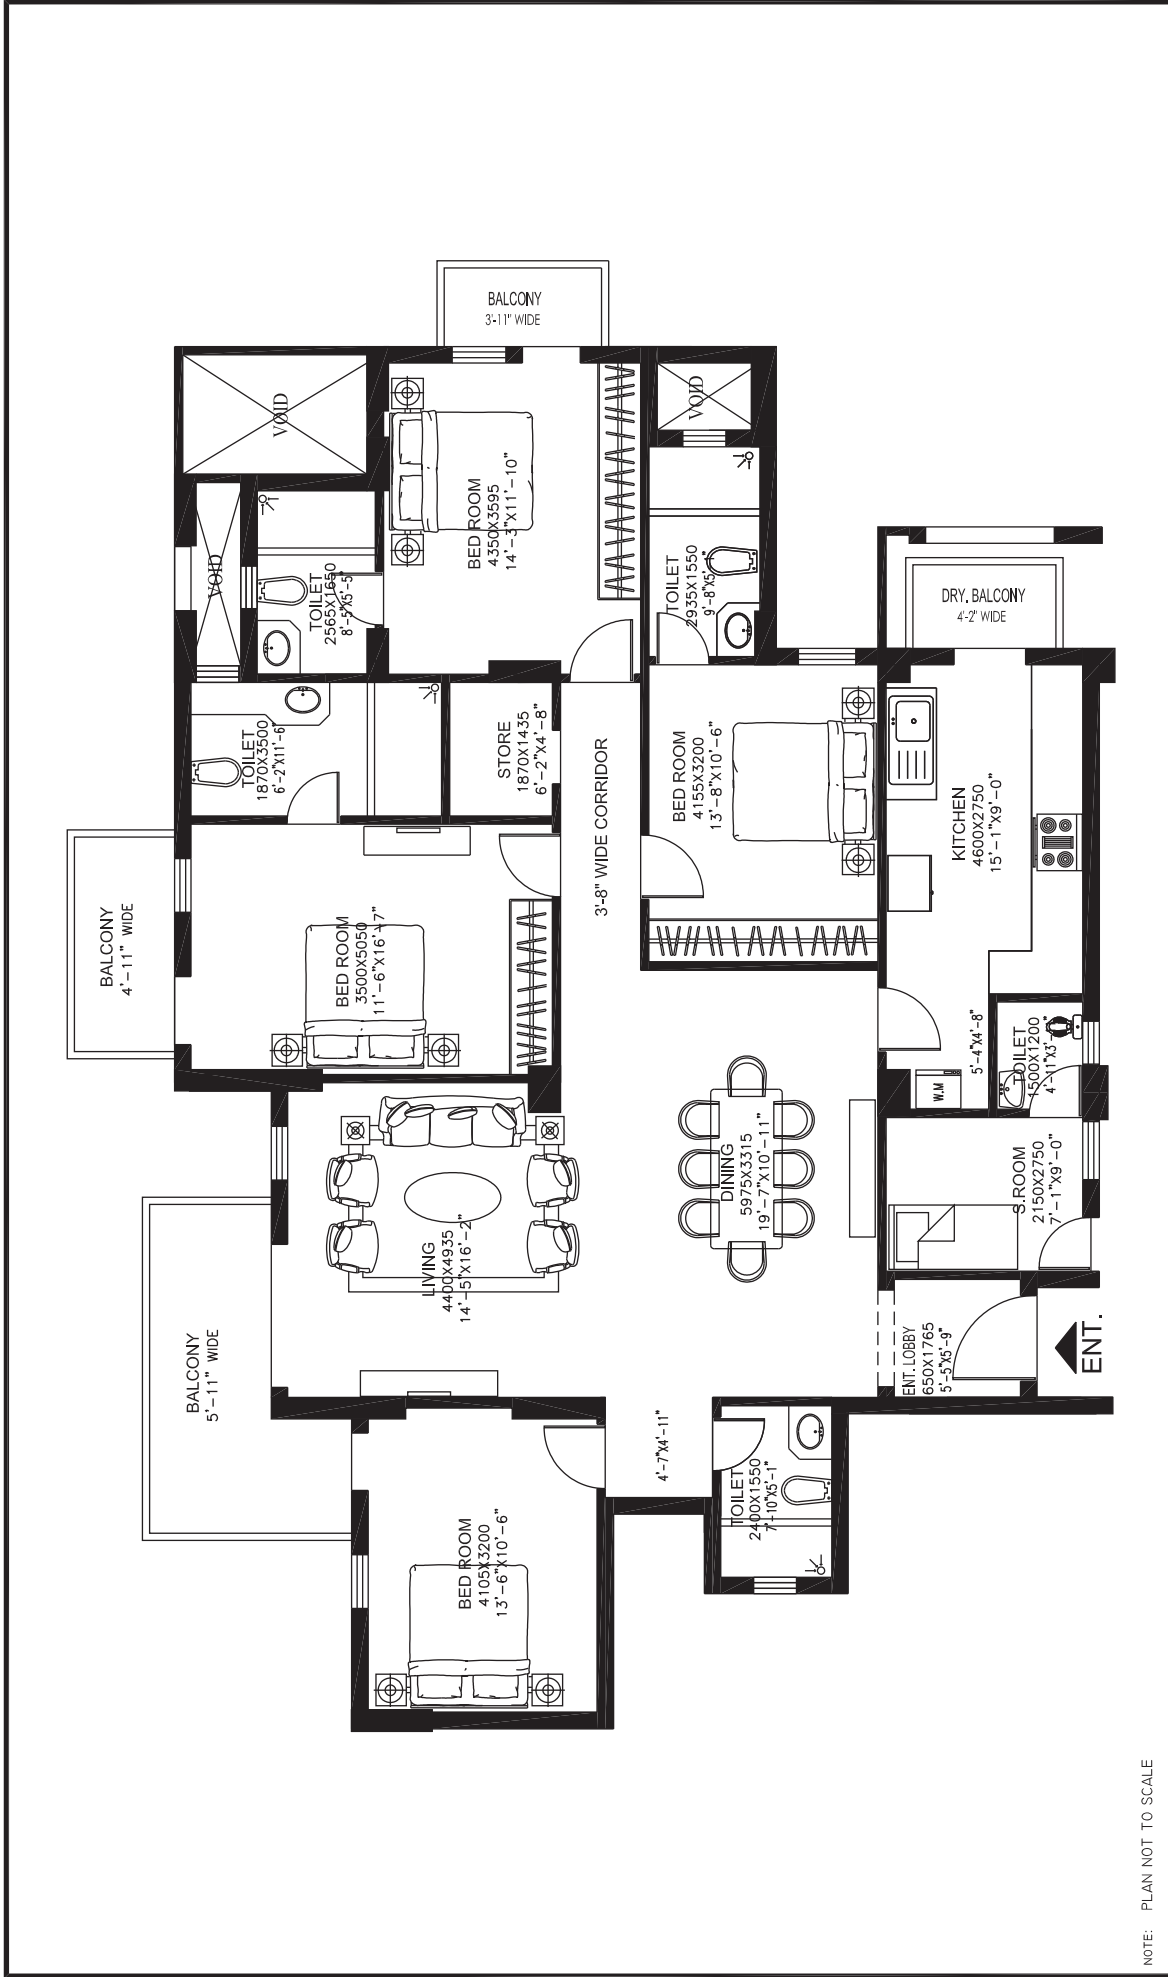 BALCONY
3'-11" WIDE
VOID
VOID
VOID
BED ROOM
4350X3595
14'-3"X11'-10"
TOILET
2565X1650
8'-5"X5'-5"
TOILET
2935X1550
9'-8"X5'-1"
DRY. BALCONY
4'-2" WIDE
TOILET
1870X3500
6'-2"X11'-6"
STORE
1870X1435
6'-2"X4'-8"
3'-8" WIDE CORRIDOR
BED ROOM
4155X3200
13'-8"X10'-6"
KITCHEN
4600X2750
15'-1"X9'-0"
BALCONY
4'-11" WIDE
BED ROOM
3500X5050
11'-6"X16'-7"
5'-4"X4'-8"
W.M
TOILET
1500X1200
4'-11"X3'
DINING
5975X3315
19'-7"X10'-11"
S.ROOM
2150X2750
7'-1"X9'-0"
LIVING
4400X4935
14'-5"X16'-2"
BALCONY
5'-11" WIDE
ENT. LOBBY
650X1765
5'-5"X5'-9"
ENT.
4'-7"X4'-11"
TOILET
2400X1550
7'-10"X5'-1"
BED ROOM
4105X3200
13'-6"X10'-6"
NOTE: PLAN NOT TO SCALE